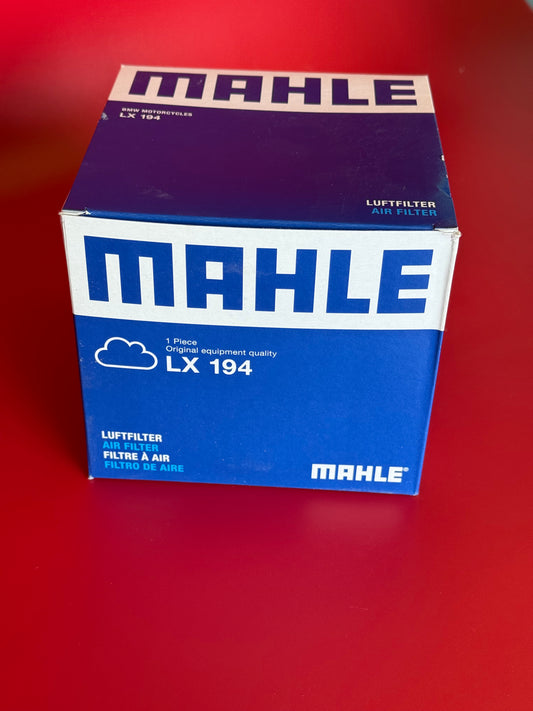 MAHLE
BMW MOTORCYCLES
LX 194
LUFTFILTER
AIR FILTER
MAHLE
1 Piece
Original equipment quality
LX 194
LUFTFILTER
AIR FILTER
FILTRE À AIR
FILTRO DE AIRE
MAHLE®